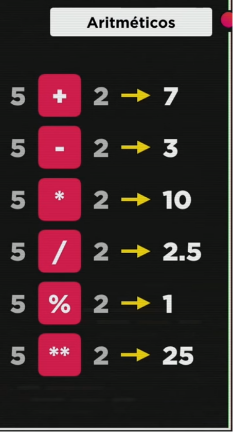 Aritméticos
5 + 2 → 7
5 - 2 → 3
5 * 2 → 10
5 / 2 → 2.5
5 % 2 → 1
5 ** 2 → 25